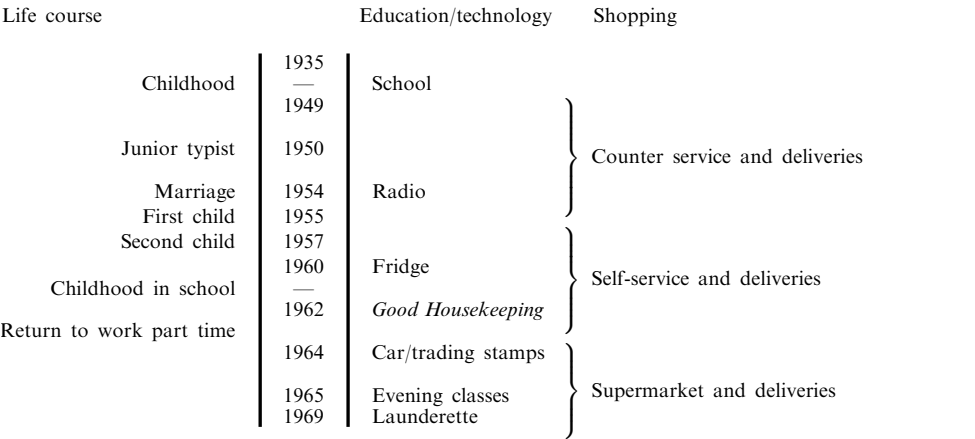 Life course Education/technology Shopping
1935
Childhood — School
1949
Junior typist 1950
Counter service and deliveries
Marriage 1954 Radio
First child 1955
Second child 1957
1960 Fridge
Self-service and deliveries
Childhood in school —
1962 Good Housekeeping
Return to work part time
1964 Car/trading stamps
Supermarket and deliveries
1965 Evening classes
1969 Launderette